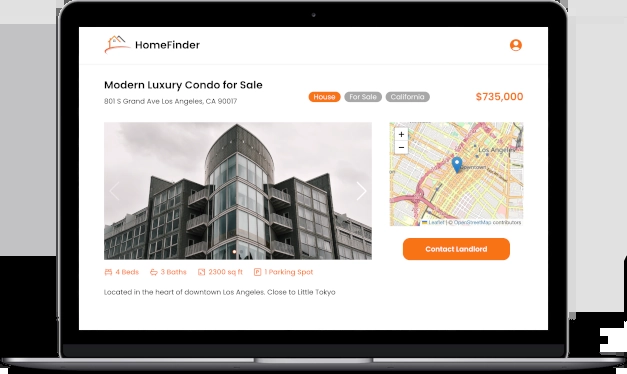 HomeFinder
Modern Luxury Condo for Sale
801 S Grand Ave Los Angeles, CA 90017
House For Sale California
$735,000
+
−
Los Angeles
Downtown
Leaflet | © OpenStreetMap contributors
Contact Landlord
4 Beds 3 Baths 2300 sq ft 1 Parking Spot
Located in the heart of downtown Los Angeles. Close to Little Tokyo